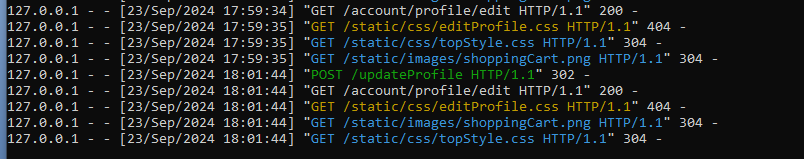 127.0.0.1 - - [23/Sep/2024 17:59:34] "GET /account/profile/edit HTTP/1.1" 200 -
127.0.0.1 - - [23/Sep/2024 17:59:35] "GET /static/css/editProfile.css HTTP/1.1" 404 -
127.0.0.1 - - [23/Sep/2024 17:59:35] "GET /static/css/topStyle.css HTTP/1.1" 304 -
127.0.0.1 - - [23/Sep/2024 17:59:35] "GET /static/images/shoppingCart.png HTTP/1.1" 304 -
127.0.0.1 - - [23/Sep/2024 18:01:44] "POST /updateProfile HTTP/1.1" 302 -
127.0.0.1 - - [23/Sep/2024 18:01:44] "GET /account/profile/edit HTTP/1.1" 200 -
127.0.0.1 - - [23/Sep/2024 18:01:44] "GET /static/css/editProfile.css HTTP/1.1" 404 -
127.0.0.1 - - [23/Sep/2024 18:01:44] "GET /static/images/shoppingCart.png HTTP/1.1" 304 -
127.0.0.1 - - [23/Sep/2024 18:01:44] "GET /static/css/topStyle.css HTTP/1.1" 304 -